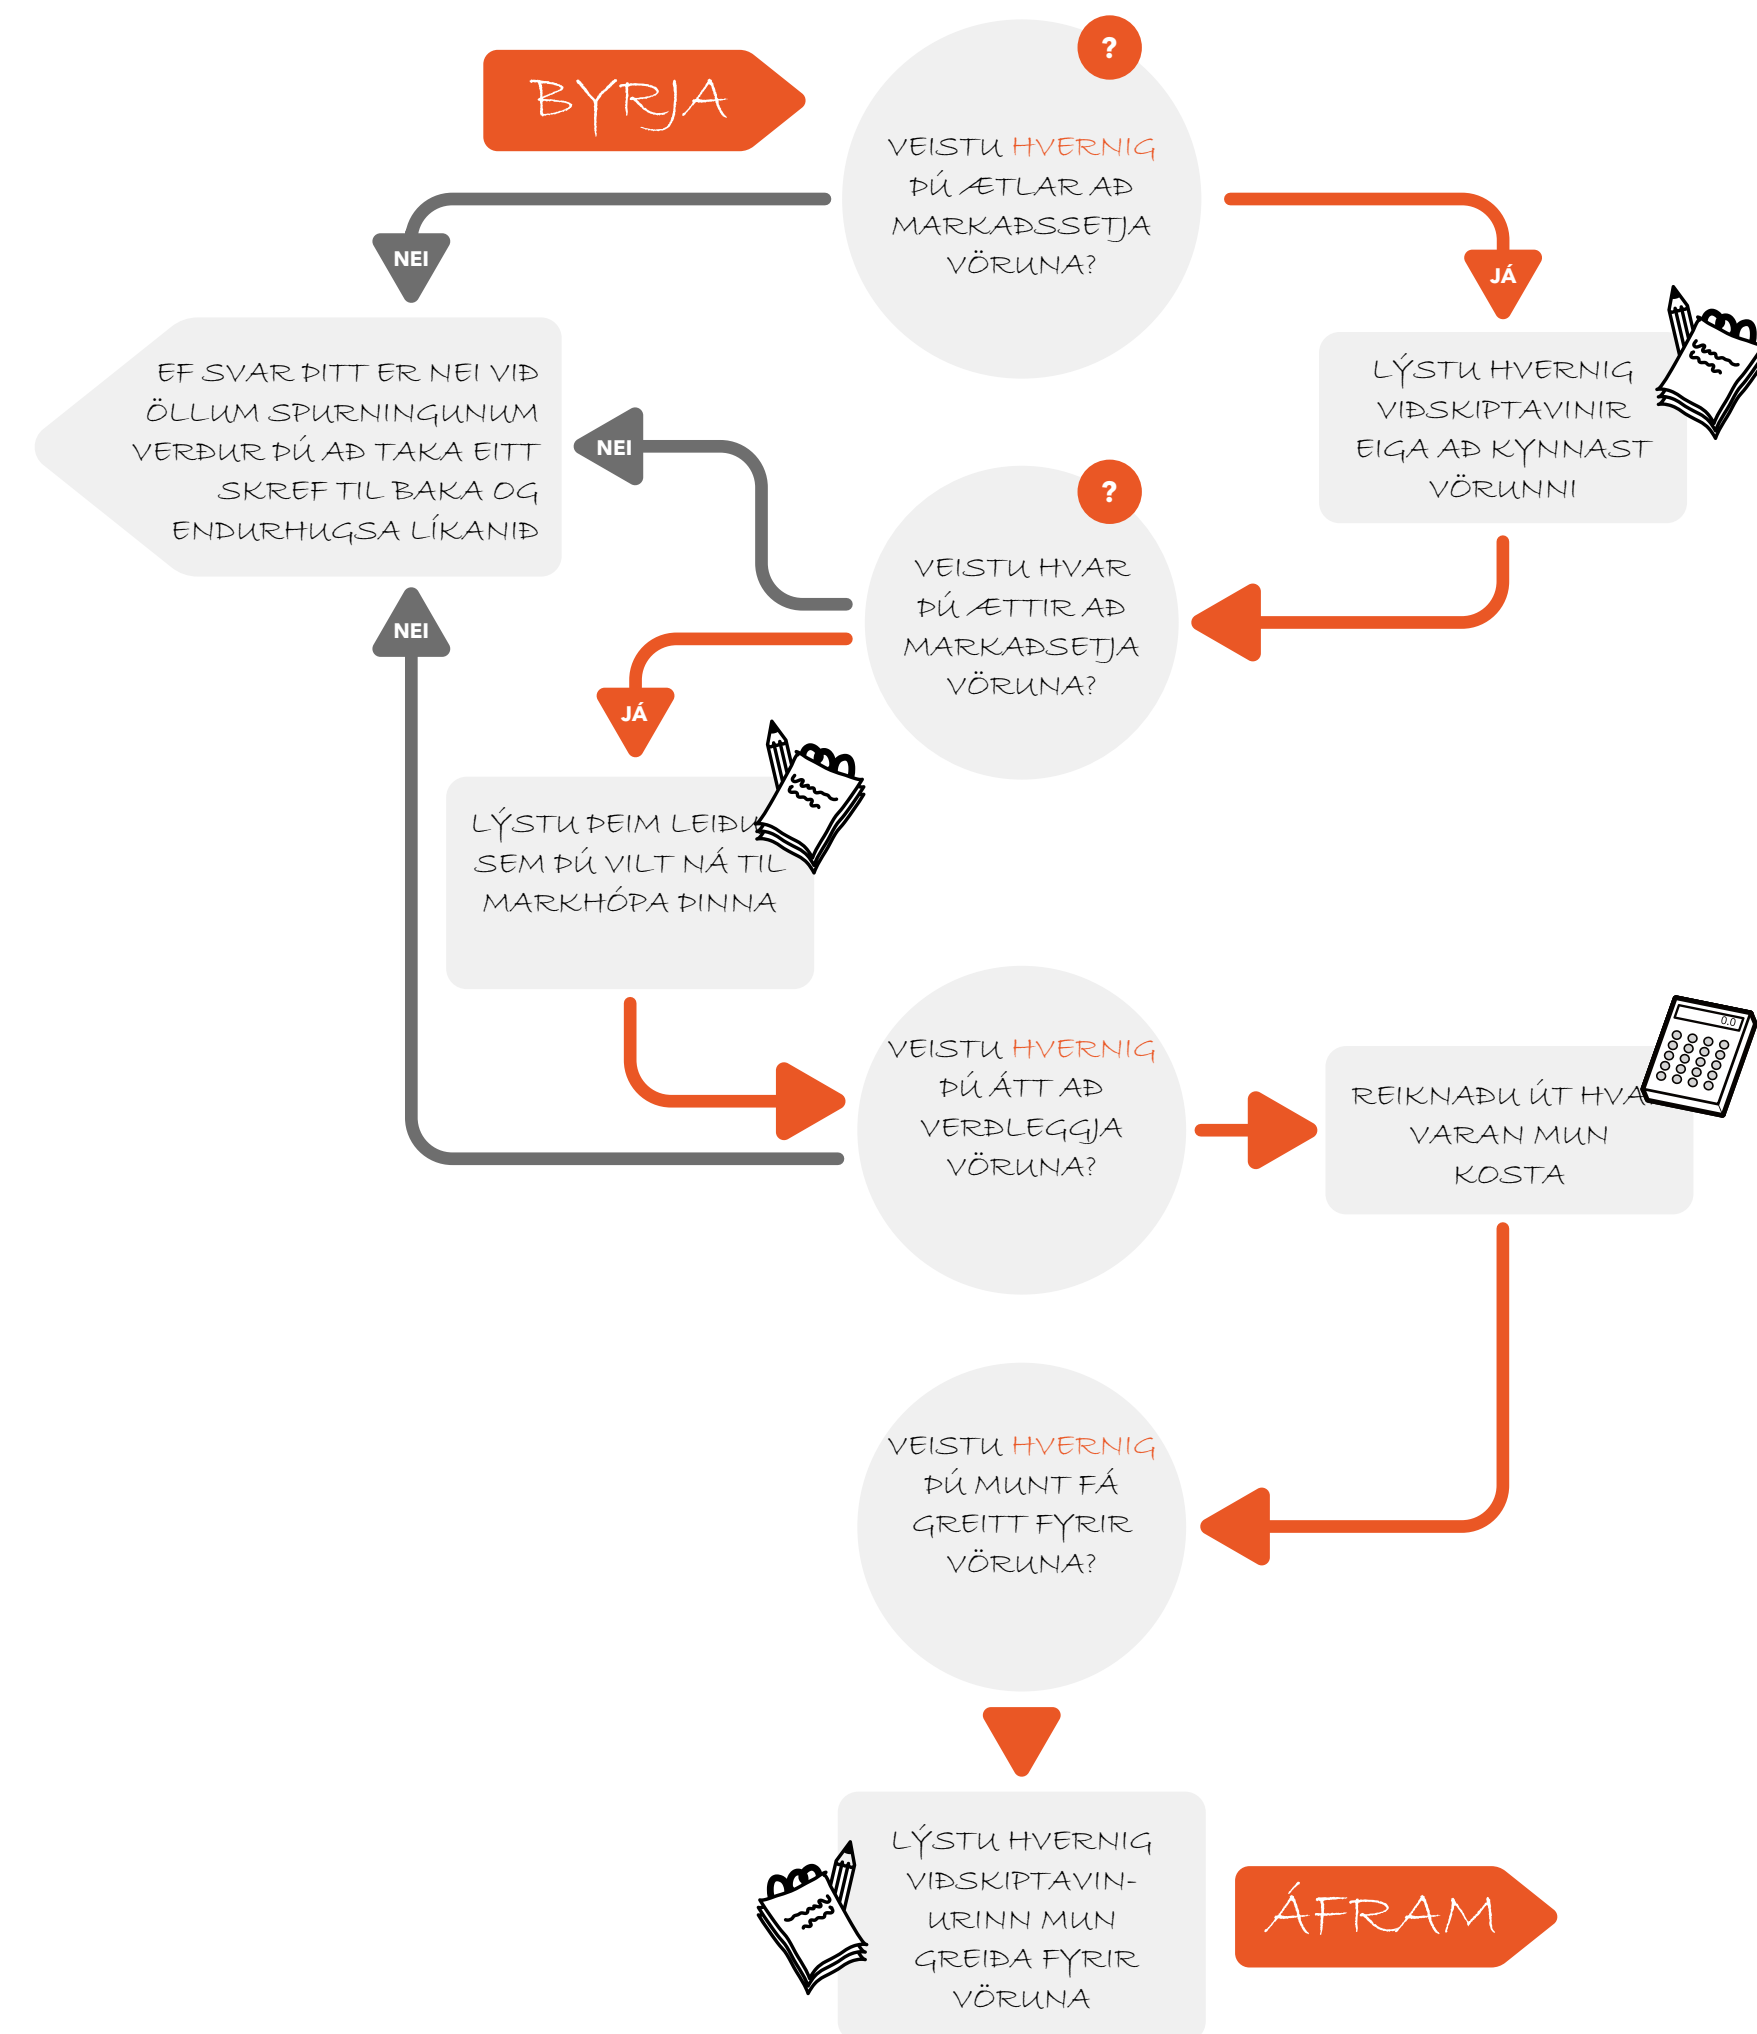 BYRJA
?
VEISTU HVERNIG
ÞÚ ÆTLAR AÐ
MARKAÐSSETJA
VÖRUNA?
NEI
JÁ
EF SVAR ÞITT ER NEI VIÐ
ÖLLUM SPURNINGUNUM
VERÐUR ÞÚ AÐ TAKA EITT
SKREF TIL BAKA OG
ENDURHUGSA LÍKANIÐ
LÝSTU HVERNIG
VIÐSKIPTAVINIR
EIGA AÐ KYNNAST
VÖRUNNI
NEI
?
VEISTU HVAR
ÞÚ ÆTTIR AÐ
MARKAÐSETJA
VÖRUNA?
NEI
JÁ
LÝSTU ÞEIM
SEM ÞÚ VILT NÁ TIL
MARKHÓPA ÞINNA
VEISTU HVERNIG
ÞÚ ÁTT AÐ
VERÐLEGGJA
VÖRUNA?
0.0
REIKNAÐU ÚT
VARAN MUN
KOSTA
VEISTU HVERNIG
ÞÚ MUNT FÁ
GREITT FYRIR
VÖRUNA?
LÝSTU HVERNIG
VIÐSKIPTAVIN-
URINN MUN
GREIÐA FYRIR
VÖRUNA
ÁFRAM